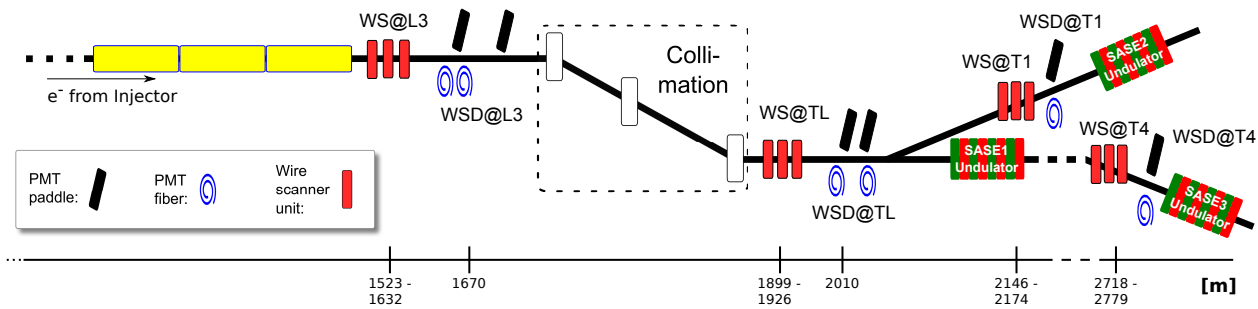 WS@L3
WSD@L3
e⁻ from Injector
Colli-
mation
WS@TL
WSD@TL
WSD@T1
WS@T1
SASE2
Undulator
SASE1
Undulator
WS@T4
WSD@T4
SASE3
Undulator
PMT
paddle:
PMT
fiber:
Wire
scanner
unit:
1523 -
1632
1670
1899 -
1926
2010
2146 -
2174
2718 -
2779
[m]